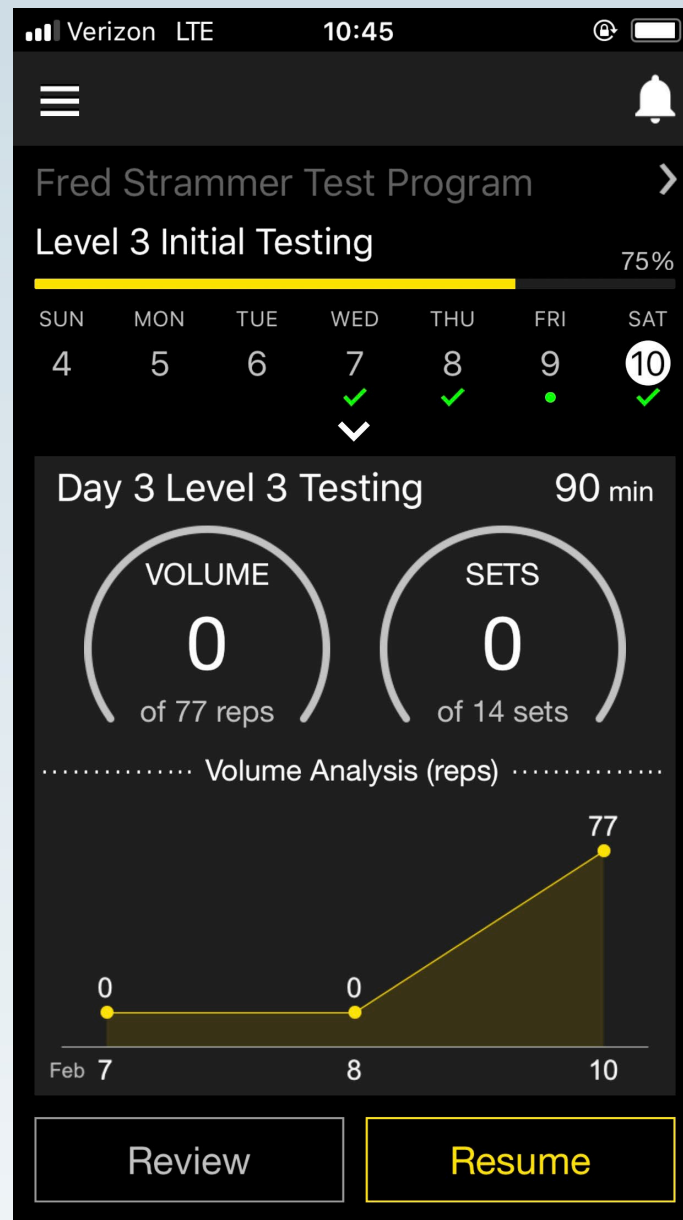 Verizon LTE 10:45
Fred Strammer Test Program
Level 3 Initial Testing
75%
SUN MON TUE WED THU FRI SAT
4 5 6 7 8 9 10
Day 3 Level 3 Testing 90 min
VOLUME SETS
0 0
of 77 reps of 14 sets
Volume Analysis (reps)
77
0 0
Feb 7 8 10
Review Resume